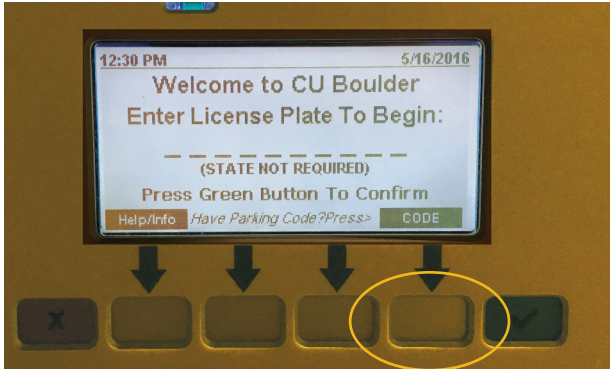 12:30 PM 5/16/2016
Welcome to CU Boulder
Enter License Plate To Begin:
(STATE NOT REQUIRED)
Press Green Button To Confirm
Help/Info Have Parking Code?Press> CODE